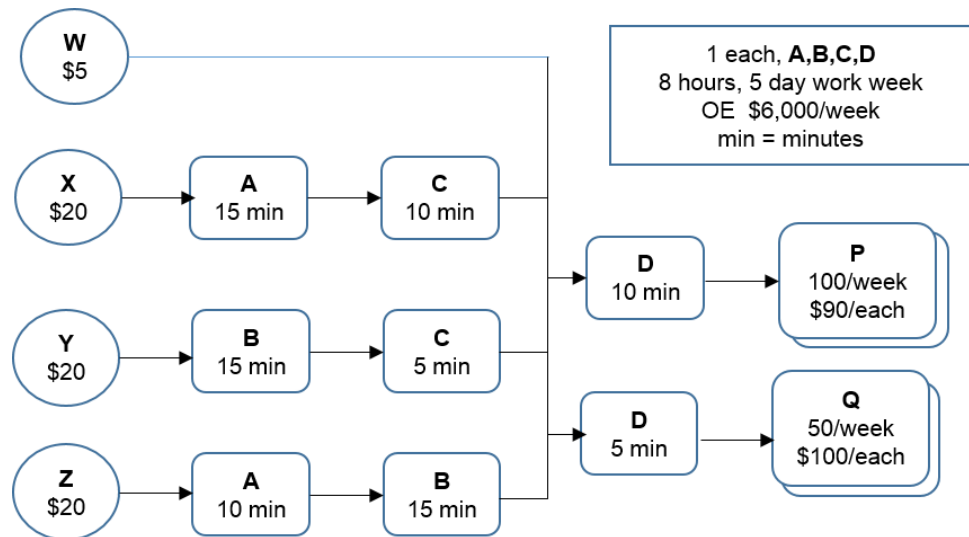 W
$5
1 each, A,B,C,D
8 hours, 5 day work week
OE $6,000/week
min = minutes
X
$20
A
15 min
C
10 min
D
10 min
P
100/week
$90/each
Y
$20
B
15 min
C
5 min
D
5 min
Q
50/week
$100/each
Z
$20
A
10 min
B
15 min